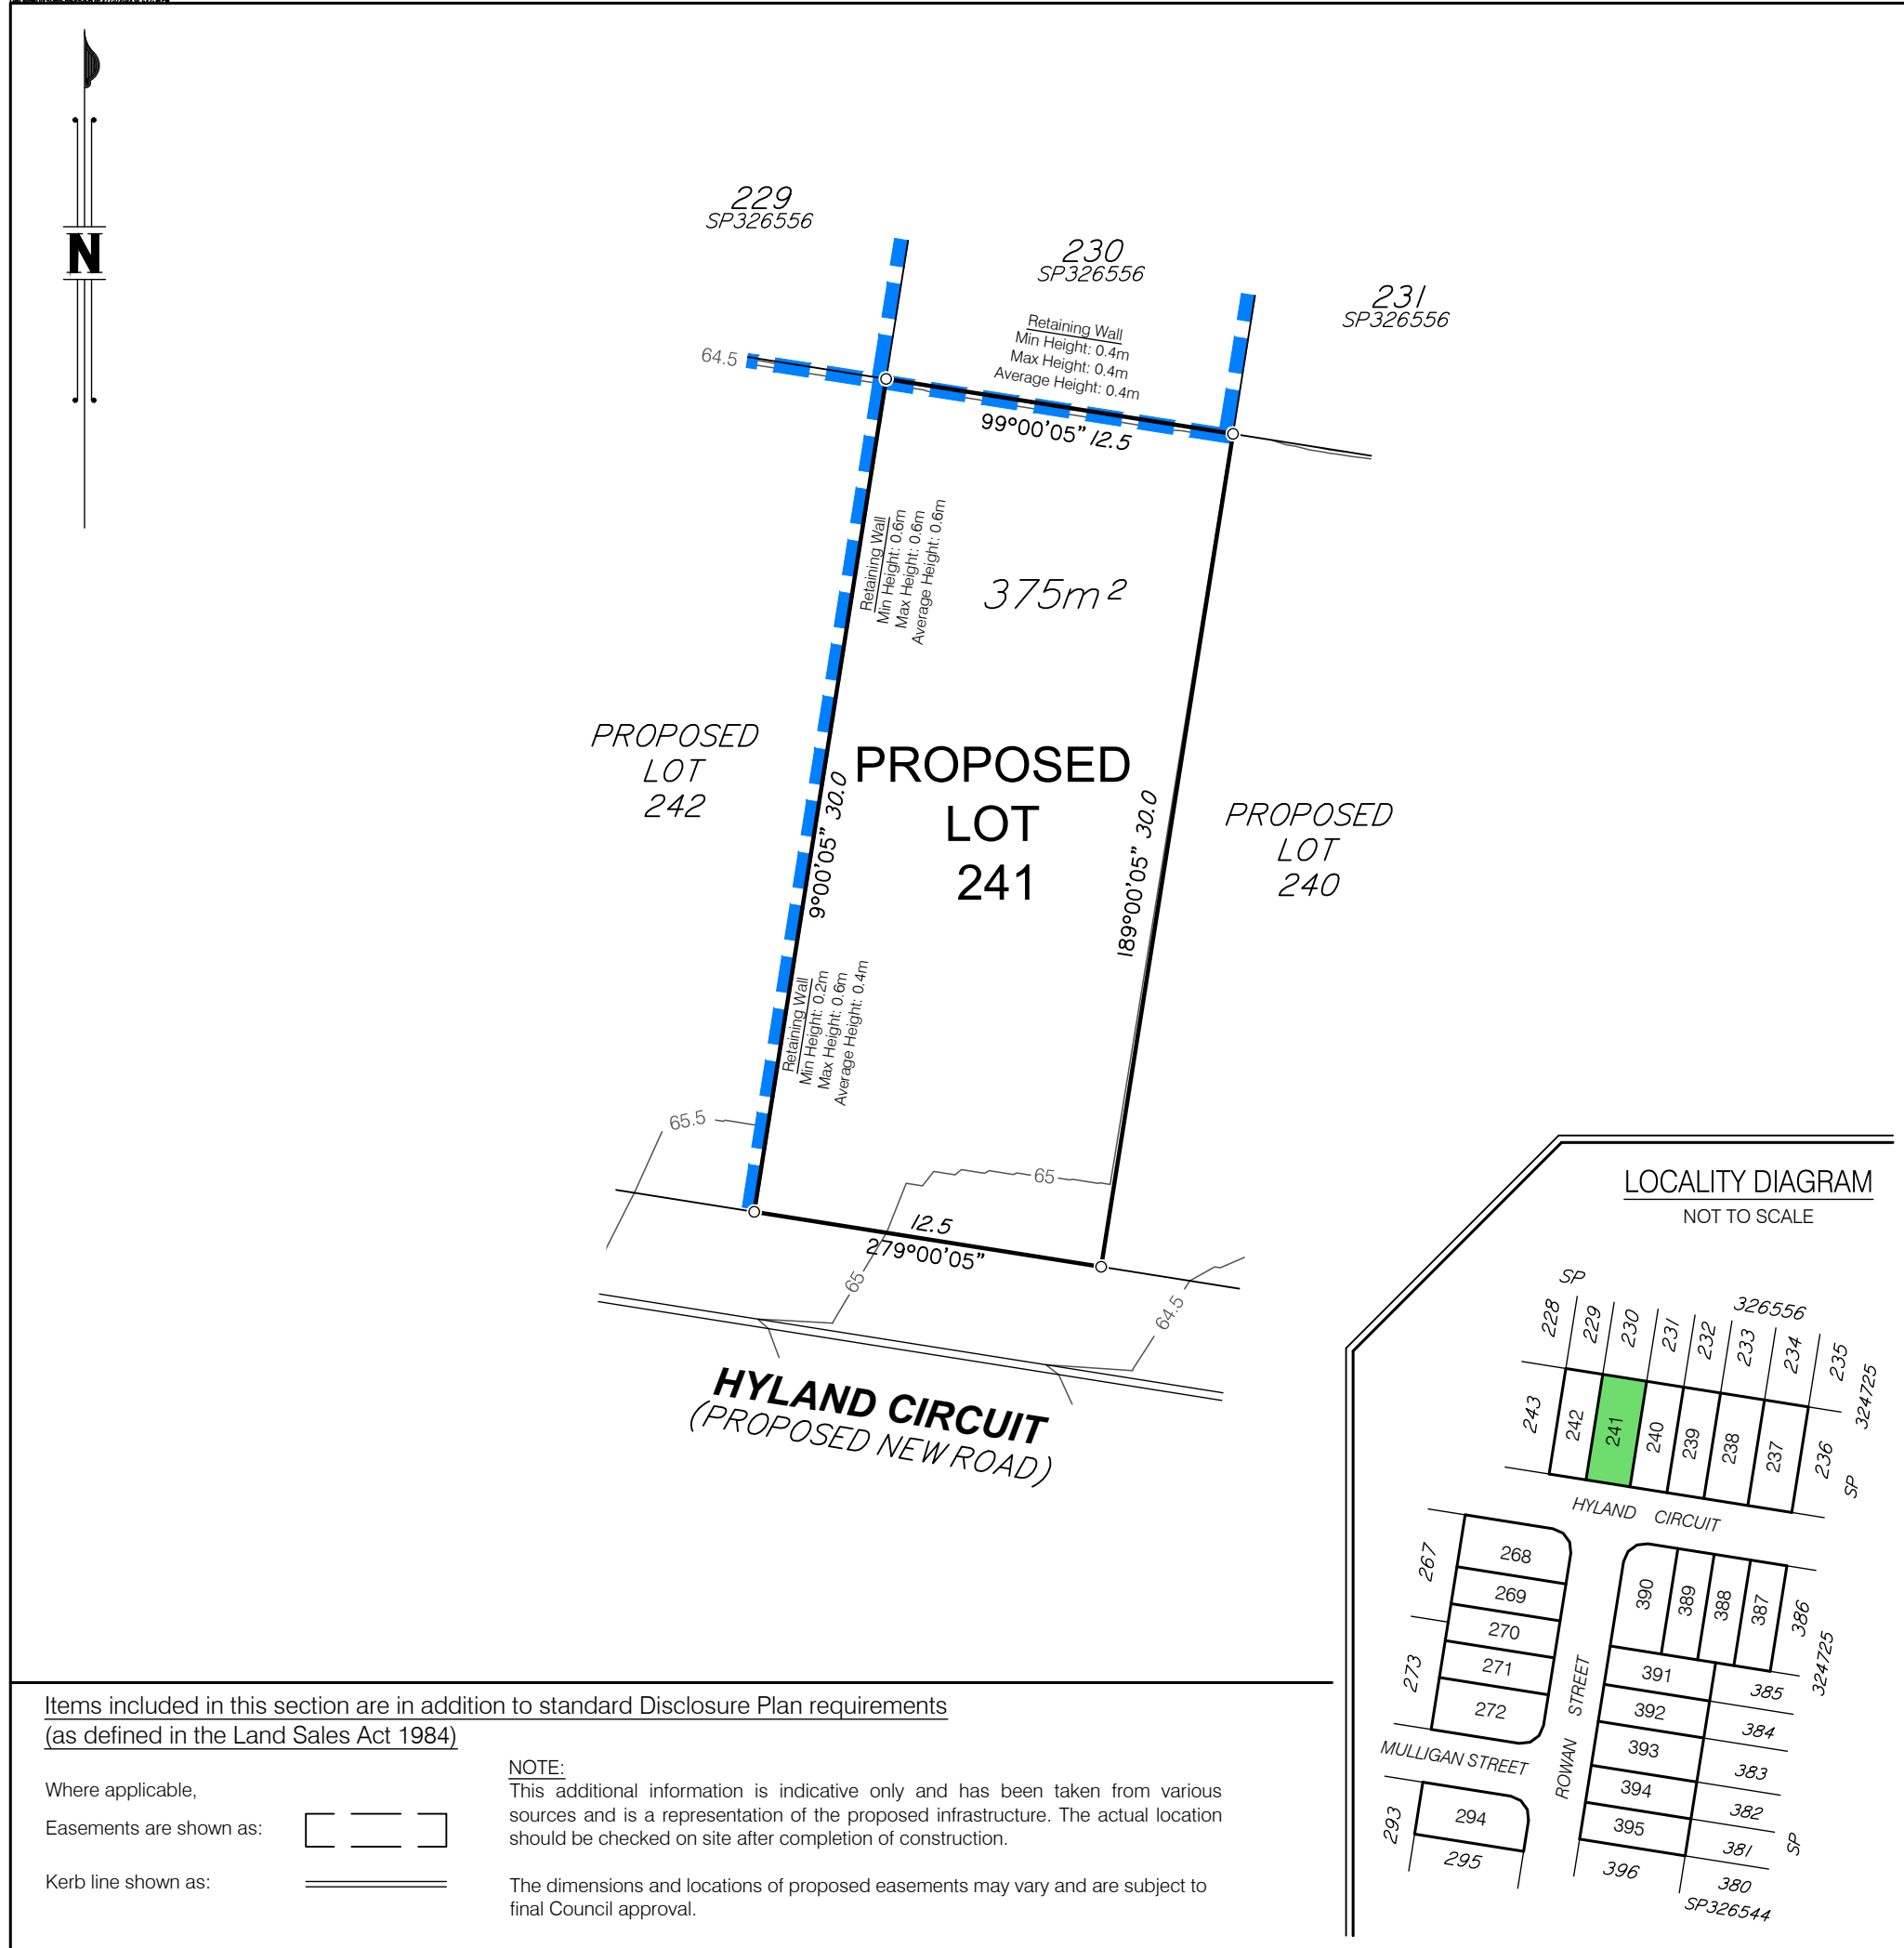 N
229
SP326556
230
SP326556
231
SP326556
Retaining Wall
Min Height: 0.4m
Max Height: 0.4m
Average Height: 0.4m
64.5
99°00'05" 12.5
Retaining Wall
Min Height: 0.6m
Max Height: 0.6m
Average Height: 0.6m
375m²
PROPOSED
LOT
242
PROPOSED
LOT
241
PROPOSED
LOT
240
9°00'05" 30.0
189°00'05" 30.0
Retaining Wall
Min Height: 0.2m
Max Height: 0.6m
Average Height: 0.4m
65.5
65
12.5
279°00'05"
65
64.5
HYLAND CIRCUIT
(PROPOSED NEW ROAD)
LOCALITY DIAGRAM
NOT TO SCALE
SP
326556
228
229
230
231
232
233
234
235
324725
243
242
241
240
239
238
237
236
SP
HYLAND CIRCUIT
267
268
269
270
271
272
273
390
389
388
387
386
324725
391
392
393
394
395
385
384
383
382
381
380
SP
MULLIGAN STREET
ROWAN STREET
293
294
295
396
SP326544
Items included in this section are in addition to standard Disclosure Plan requirements
(as defined in the Land Sales Act 1984)
Where applicable,
Easements are shown as:
Kerb line shown as:
NOTE:
This additional information is indicative only and has been taken from various
sources and is a representation of the proposed infrastructure. The actual location
should be checked on site after completion of construction.
The dimensions and locations of proposed easements may vary and are subject to
final Council approval.